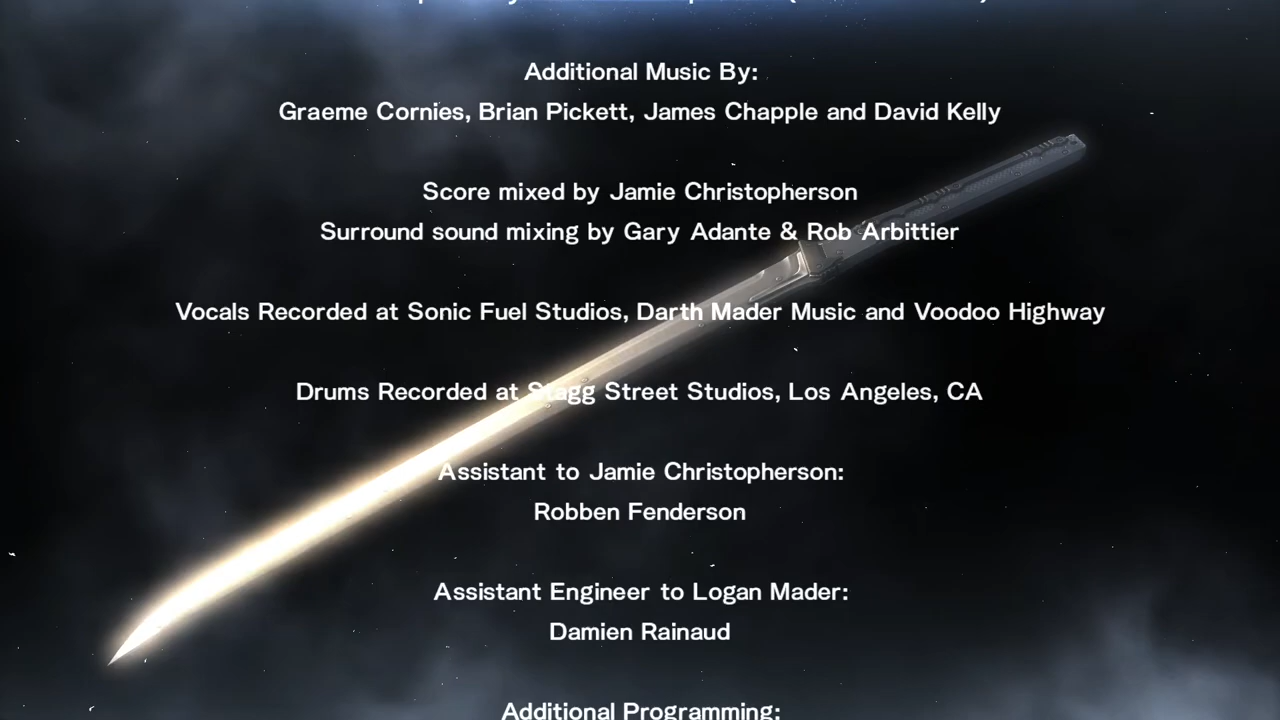 Additional Music By:
Graeme Cornies, Brian Pickett, James Chapple and David Kelly
Score mixed by Jamie Christopherson
Surround sound mixing by Gary Adante & Rob Arbittier
Vocals Recorded at Sonic Fuel Studios, Darth Mader Music and Voodoo Highway
Drums Recorded at Stagg Street Studios, Los Angeles, CA
Assistant to Jamie Christopherson:
Robben Fenderson
Assistant Engineer to Logan Mader:
Damien Rainaud
Additional Programming: